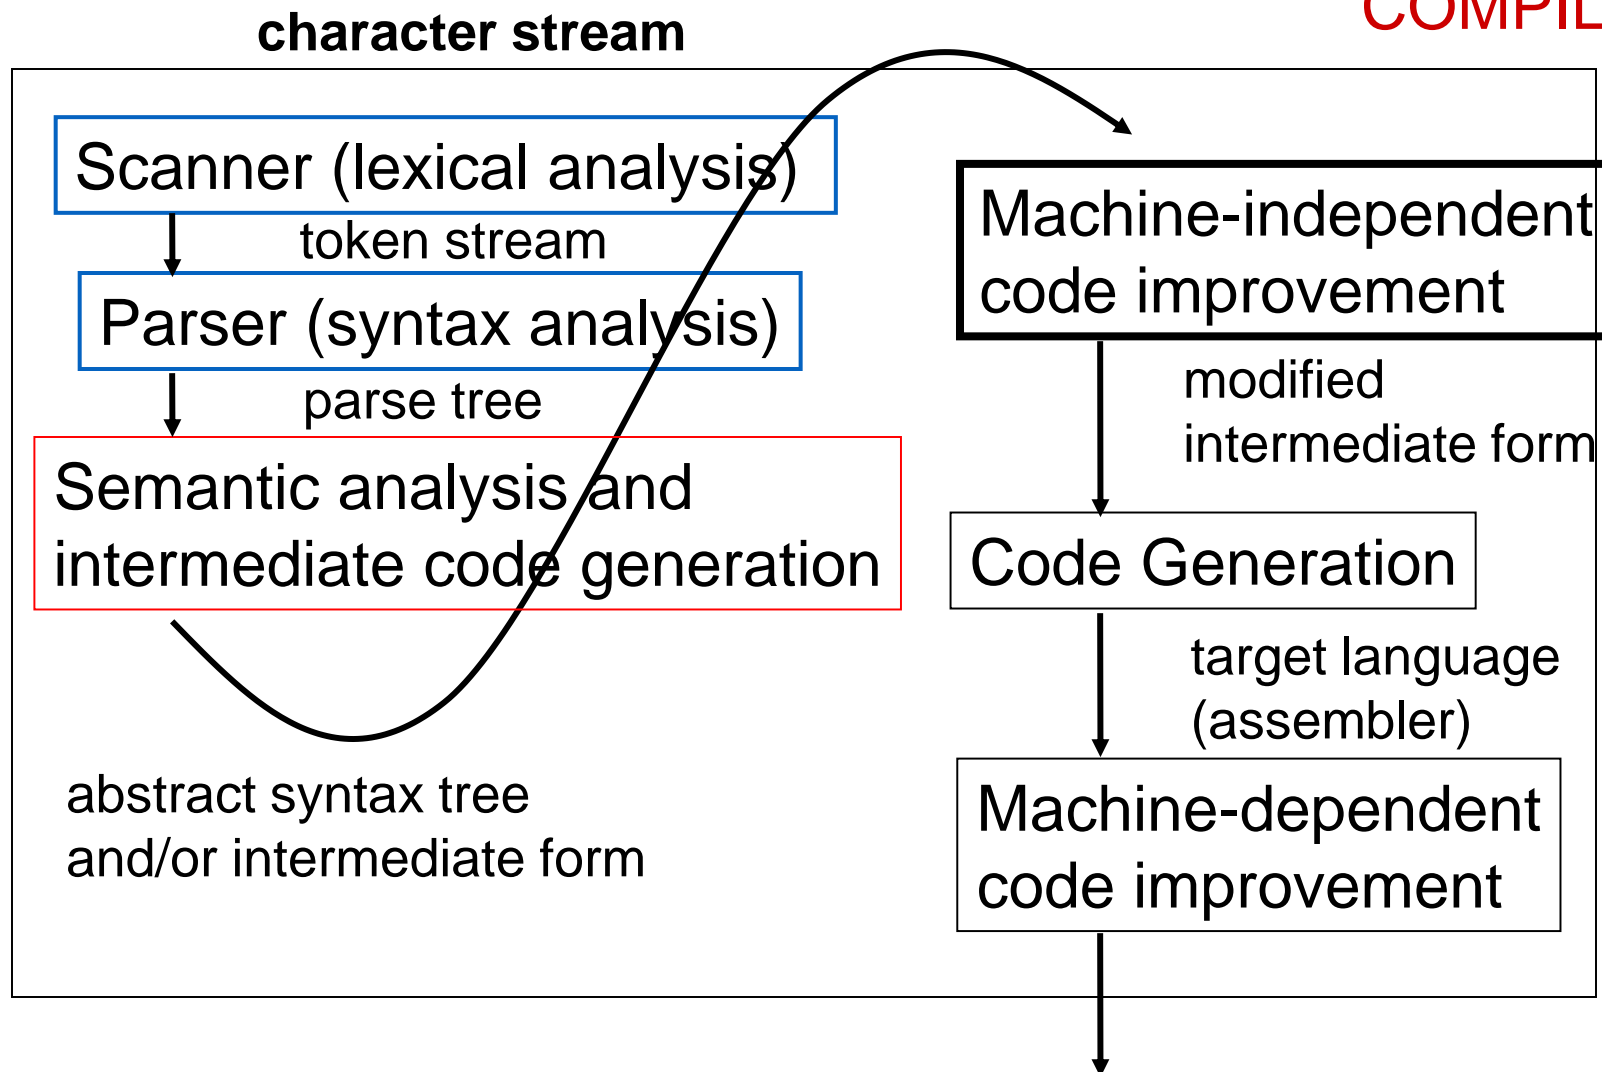 character stream
COMPIL
Scanner (lexical analysis)
token stream
Parser (syntax analysis)
parse tree
Semantic analysis and
intermediate code generation
abstract syntax tree
and/or intermediate form
Machine-independent
code improvement
modified
intermediate form
Code Generation
target language
(assembler)
Machine-dependent
code improvement